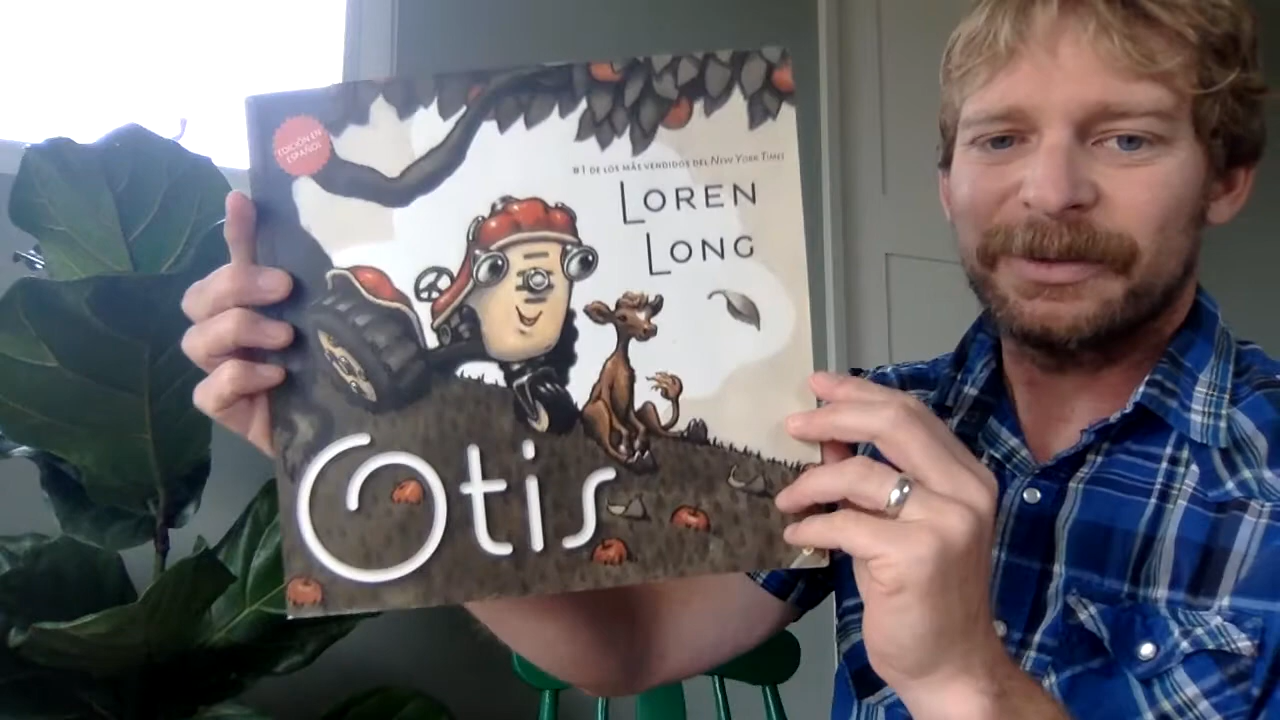 EDICIÓN EN
ESPAÑOL
#1 DE LOS MÁS VENDIDOS DEL NEW YORK TIMES
LOREN
LONG
Otis